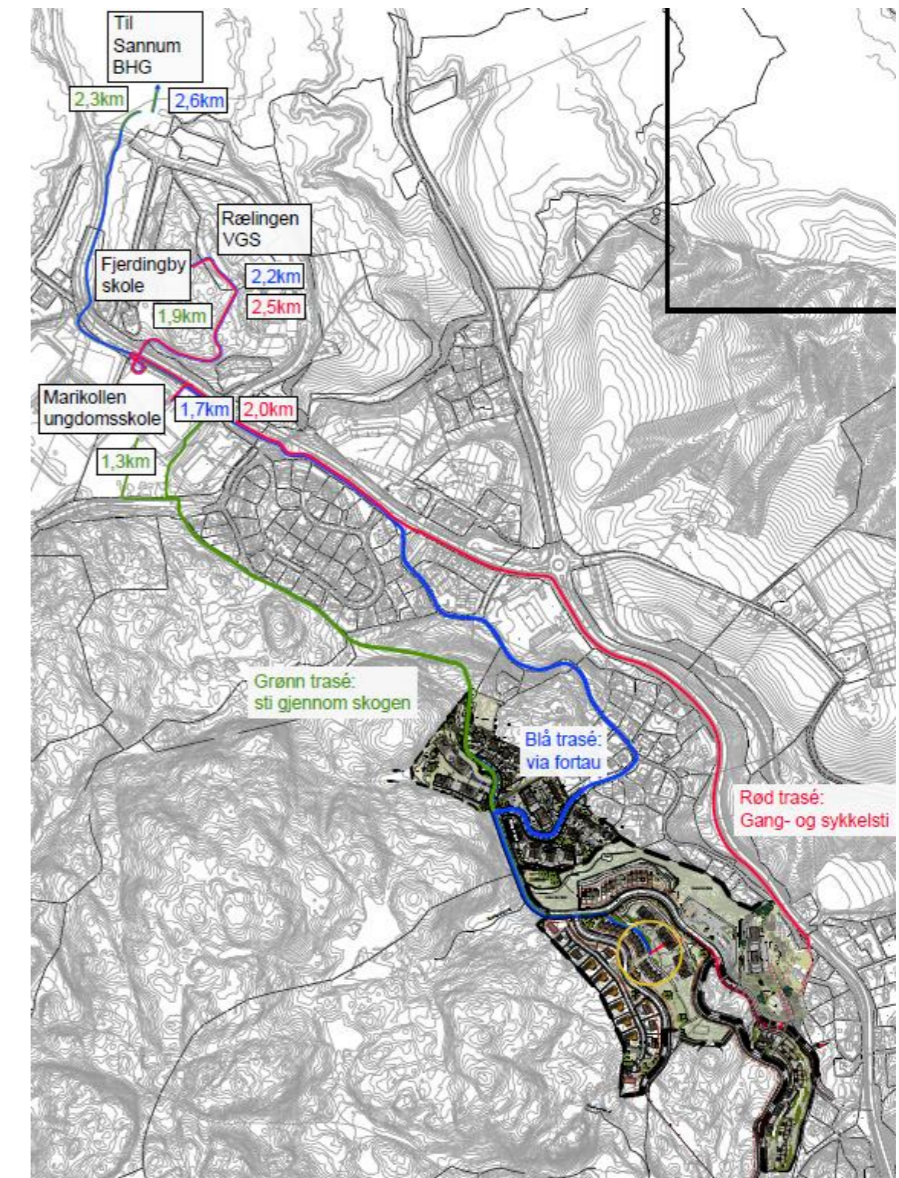 Til
Sannum
BHG
2,3km
2,6km
Rælingen
VGS
Fjerdingby
skole
2,2km
1,9km
2,5km
Marikollen
ungdomsskole
1,7km
2,0km
1,3km
Grønn trasé:
sti gjennom skogen
Blå trasé:
via fortau
Rød trasé:
Gang- og sykkelsti